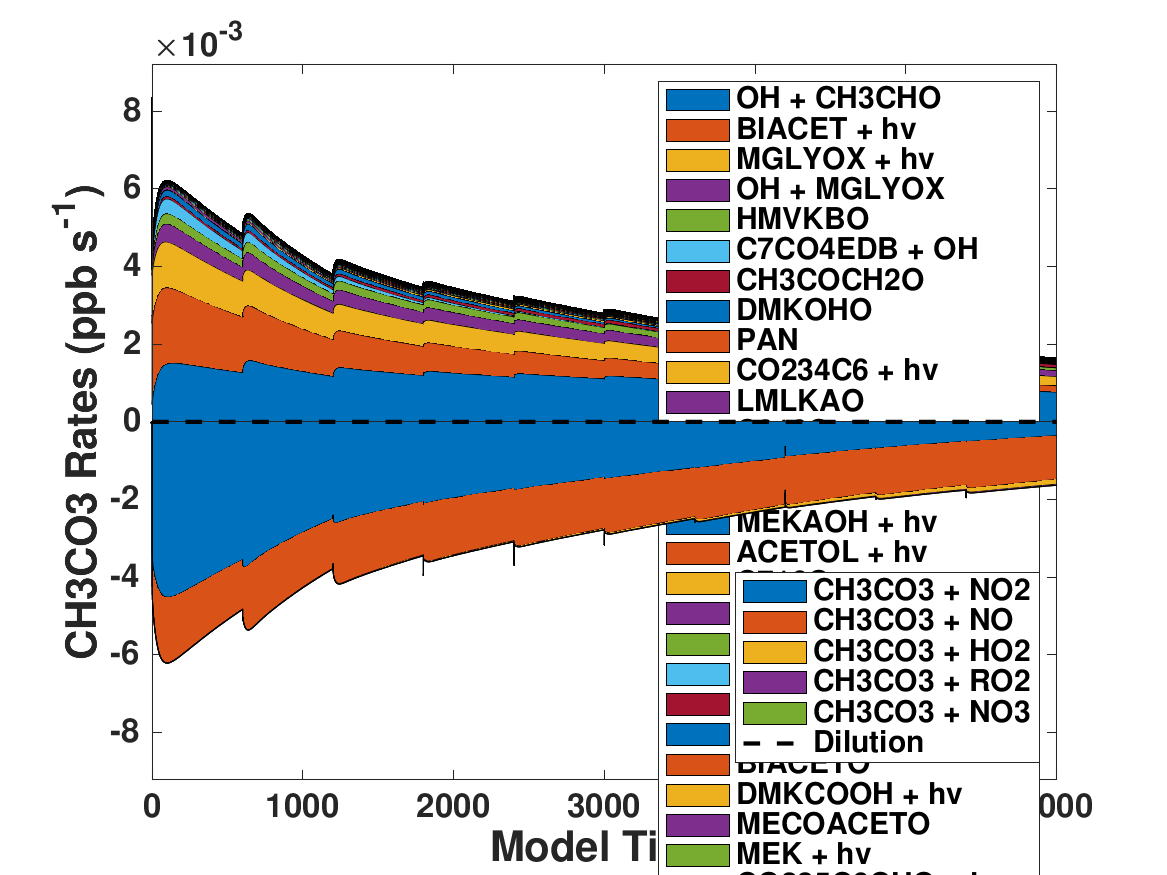 ×10-3
8
6
4
2
0
-2
-4
-6
-8
CH3CO3 Rates (ppb s-1)
0
1000
2000
3000
000
Model Ti
OH + CH3CHO
BIACET + hv
MGLYOX + hv
OH + MGLYOX
HMVKBO
C7CO4EDB + OH
CH3COCH2O
DMKOHO
PAN
CO234C6 + hv
LMLKAO
MEKAOH + hv
ACETOL + hv
BIACETO
DMKCOOH + hv
MECOACETO
MEK + hv
CH3CO3 + NO2
CH3CO3 + NO
CH3CO3 + HO2
CH3CO3 + RO2
CH3CO3 + NO3
Dilution